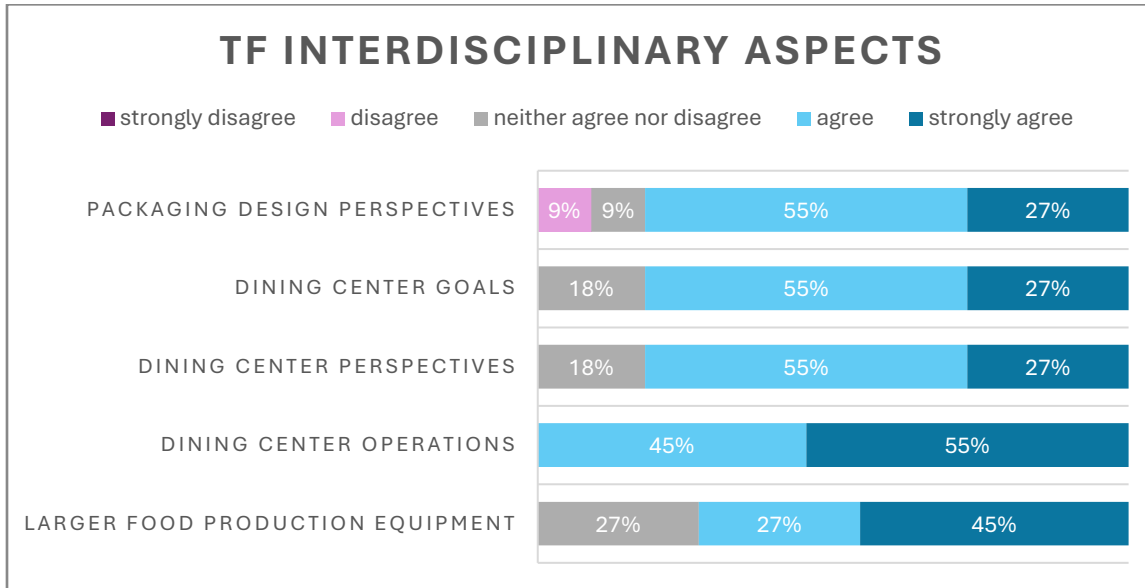 TF INTERDISCIPLINARY ASPECTS
strongly disagree disagree neither agree nor disagree agree strongly agree
PACKAGING DESIGN PERSPECTIVES 9% 9% 55% 27%
DINING CENTER GOALS 18% 55% 27%
DINING CENTER PERSPECTIVES 18% 55% 27%
DINING CENTER OPERATIONS 45% 55%
LARGER FOOD PRODUCTION EQUIPMENT 27% 27% 45%